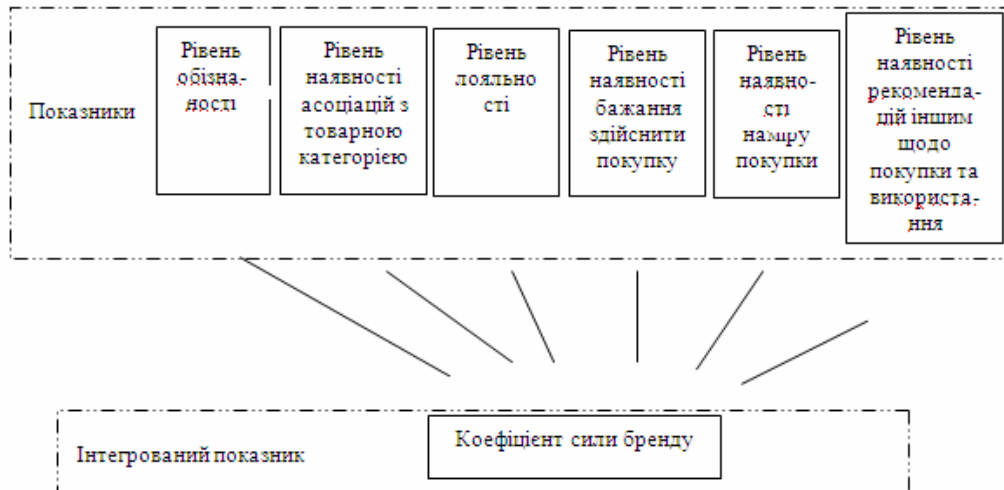 Показники
Рівень
обізна-
ності
Рівень
наявності
асоціацій з
товарною
категорією
Рівень
лояльно
сті
Рівень
наявності
бажання
здійснити
покупку
Рівень
наявно-
сті
наміру
покупки
Рівень
наявності
рекоменда-
цій іншим
щодо
покупки та
використа-
ння
Інтегрований показник
Коефіцієнт сили бренду